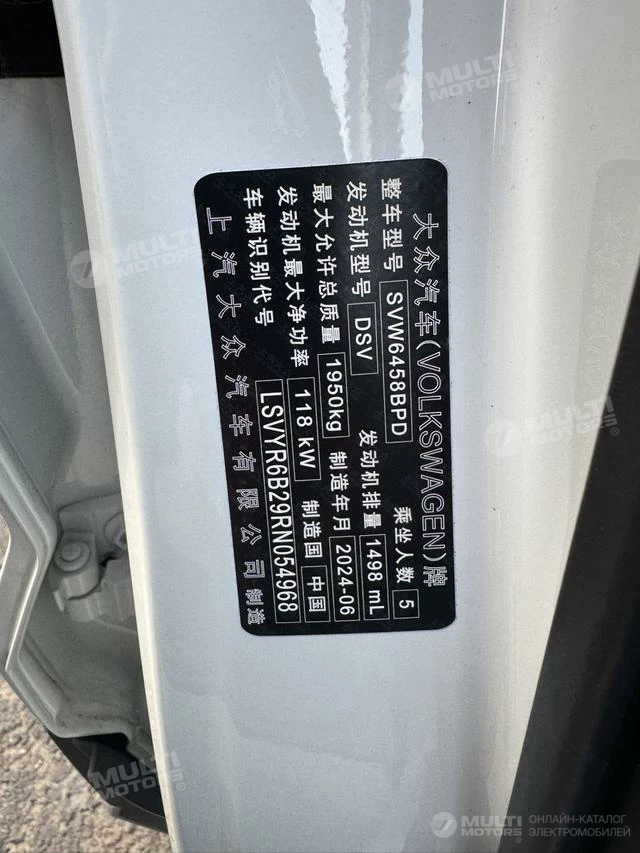 大众汽车(VOLKSWAGEN)牌
整车型号 SVW6458BPD 乘坐人数 5
发动机型号 DSV 发动机排量 1498 mL
最大允许总质量 1950kg 制造年月 2024-06
发动机最大净功率 118 kW 制造国 中国
车辆识别代号 LSVYR6B29RN054968
上汽大众汽车有限公司制造
MULTI MOTORS®
MULTI MOTORS®
MULTI MOTORS®
MULTI MOTORS®
MULTI MOTORS®
MULTI MOTORS® ОНЛАЙН-КАТАЛОГ
ЭЛЕКТРОМОБИЛЕЙ